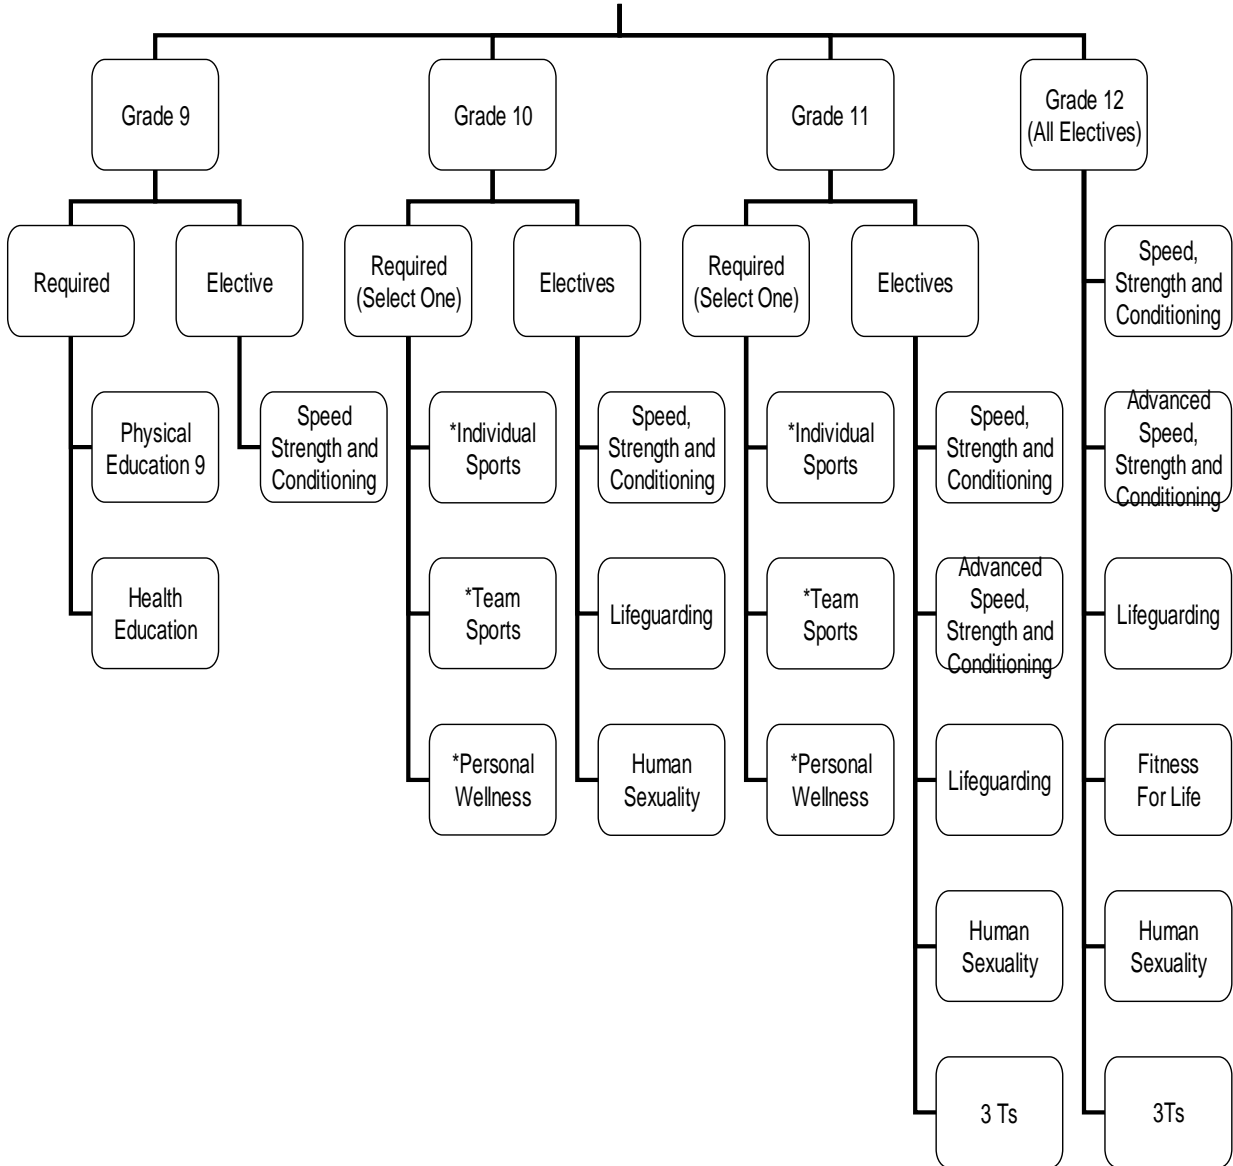 Grade 9
Grade 10
Grade 11
Grade 12
(All Electives)
Required
Elective
Required
(Select One)
Electives
Required
(Select One)
Electives
Speed,
Strength and
Conditioning
Physical
Education 9
Speed
Strength and
Conditioning
*Individual
Sports
Speed,
Strength and
Conditioning
*Individual
Sports
Speed,
Strength and
Conditioning
Advanced
Speed,
Strength and
Conditioning
Health
Education
*Team
Sports
Lifeguarding
*Team
Sports
Advanced
Speed,
Strength and
Conditioning
Lifeguarding
*Personal
Wellness
Human
Sexuality
*Personal
Wellness
Lifeguarding
Fitness
For Life
Human
Sexuality
Human
Sexuality
3 Ts
3Ts